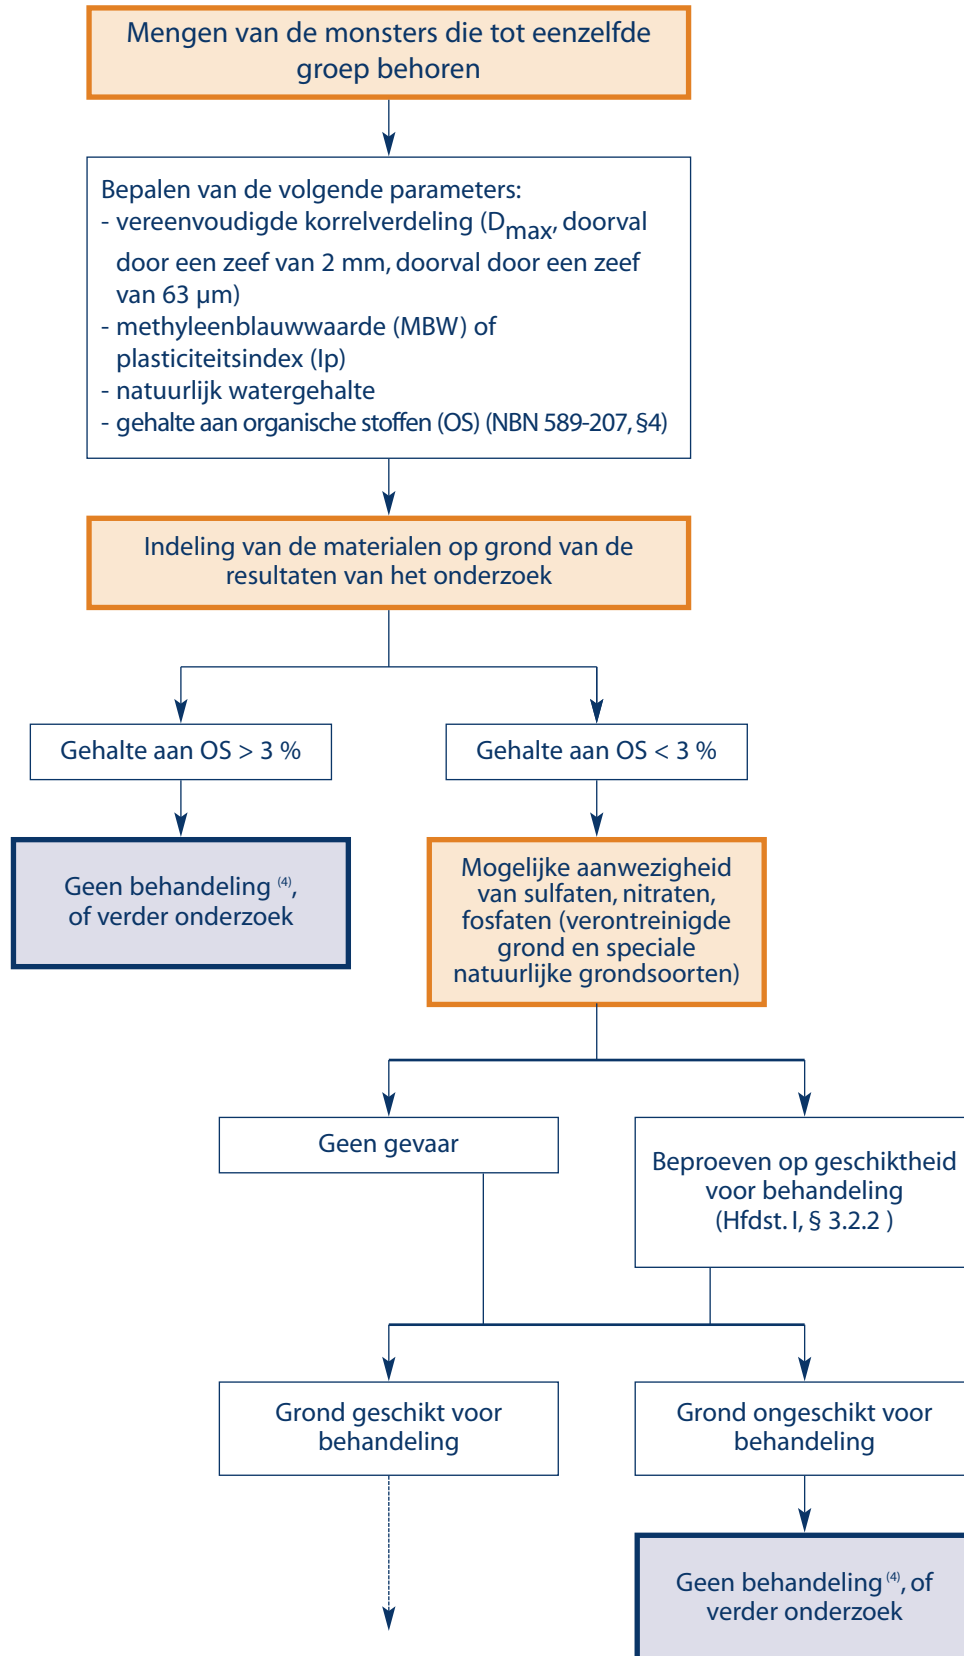 Mengen van de monsters die tot eenzelfde
groep behoren
Bepalen van de volgende parameters:
- vereenvoudigde korrelverdeling (Dmax, doorval
door een zeef van 2 mm, doorval door een zeef
van 63 µm)
- methyleenblauwwaarde (MBW) of
plasticiteitsindex (Ip)
- natuurlijk watergehalte
- gehalte aan organische stoffen (OS) (NBN 589-207, §4)
Indeling van de materialen op grond van de
resultaten van het onderzoek
Gehalte aan OS > 3 %
Gehalte aan OS < 3 %
Geen behandeling (4),
of verder onderzoek
Mogelijke aanwezigheid
van sulfaten, nitraten,
fosfaten (verontreinigde
grond en speciale
natuurlijke grondsoorten)
Geen gevaar
Beproeven op geschiktheid
voor behandeling
(Hfdst. I, § 3.2.2 )
Grond geschikt voor
behandeling
Grond ongeschikt voor
behandeling
Geen behandeling (4), of
verder onderzoek